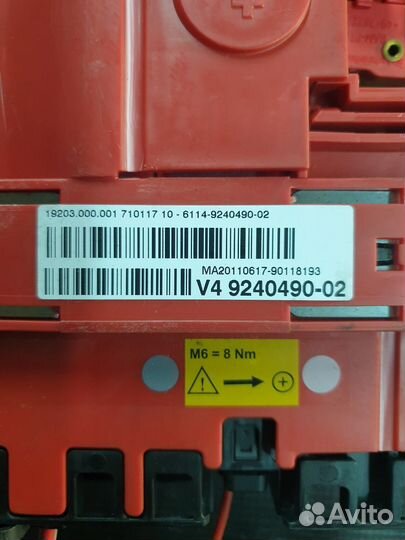 19203.000.001 710117 10 - 6114-9240490-02
MA20110617-90118193
V4 9240490-02
M6 = 8 Nm
Avito